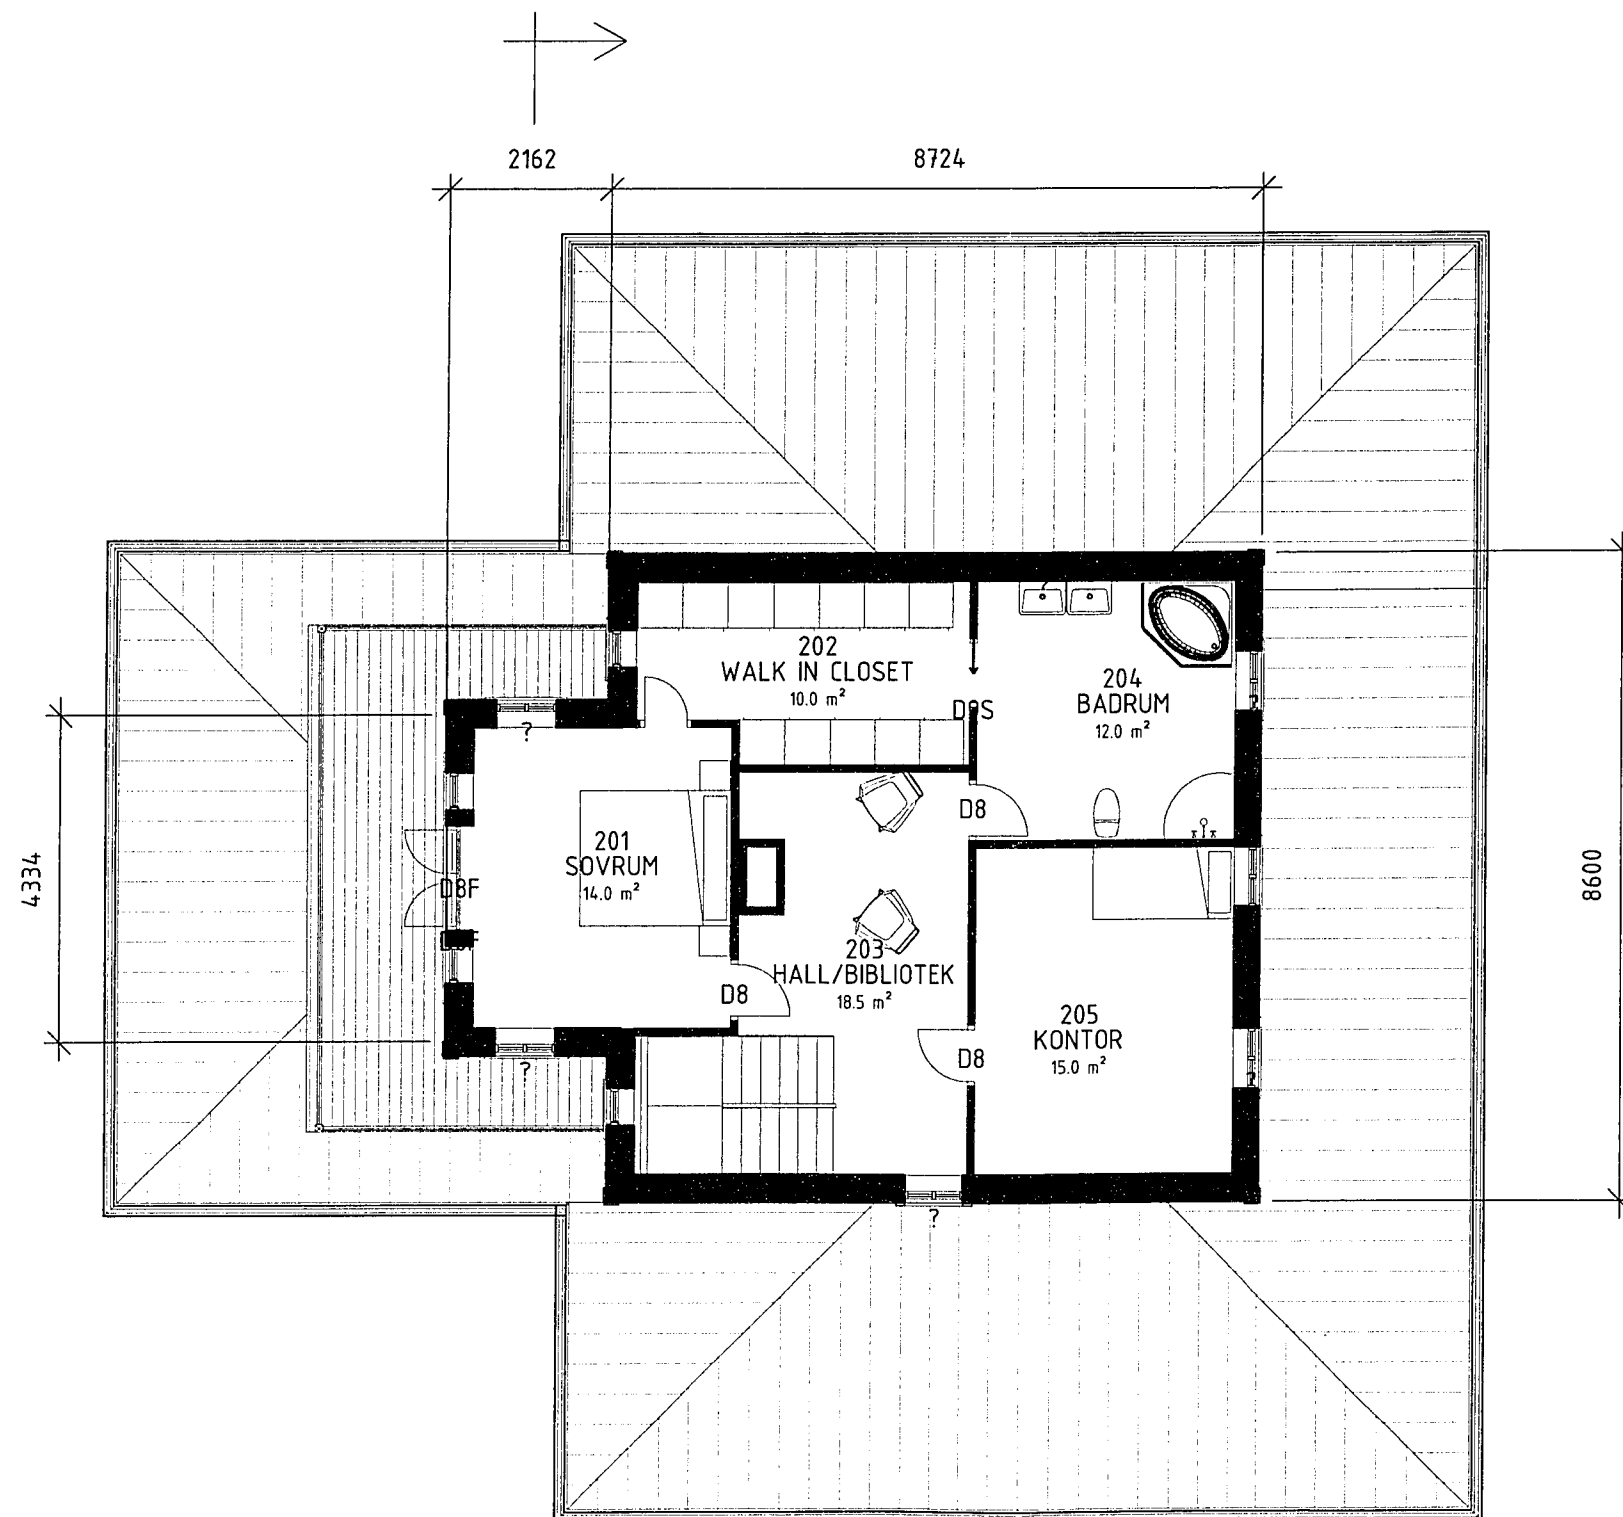 2162
8724
202
WALK IN CLOSET
10.0 m²
204
BADRUM
12.0 m²
?
D8
201
SOVRUM
14.0 m²
D8F
4334
8600
203
HALL/BIBLIOTEK
18.5 m²
D8
205
KONTOR
15.0 m²
D8
?
?
?